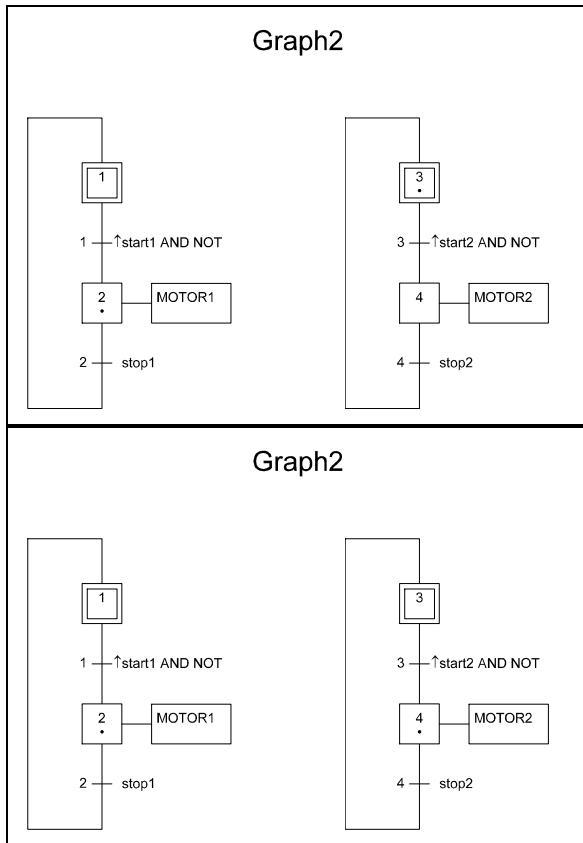 Graph2
1
3
1 ↑start1 AND NOT
3 ↑start2 AND NOT
2 MOTOR1
4 MOTOR2
2 stop1
4 stop2
Graph2
1
3
1 ↑start1 AND NOT
3 ↑start2 AND NOT
2 MOTOR1
4 MOTOR2
2 stop1
4 stop2